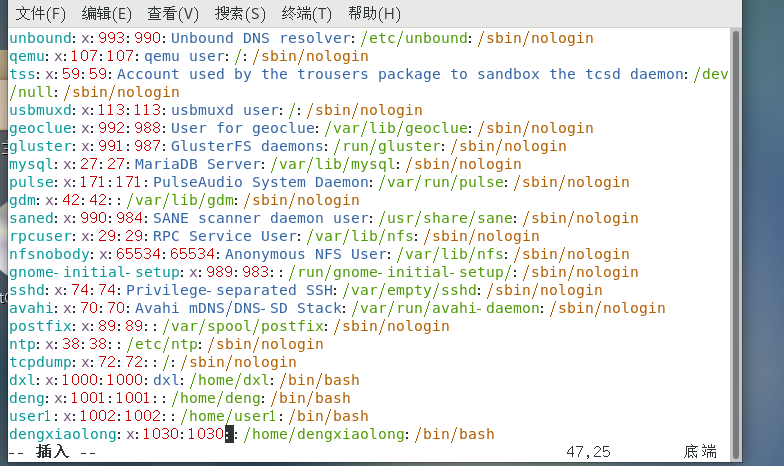 文件(F) 编辑(E) 查看(V) 搜索(S) 终端(T) 帮助(H)
unbound:x:993:990:Unbound DNS resolver:/etc/unbound:/sbin/nologin
qemu:x:107:107:qemu user:/:/sbin/nologin
tss:x:59:59:Account used by the trousers package to sandbox the tcsd daemon:/dev
/null:/sbin/nologin
usbmuxd:x:113:113:usbmuxd user:/:/sbin/nologin
geoclue:x:992:988:User for geoclue:/var/lib/geoclue:/sbin/nologin
gluster:x:991:987:GlusterFS daemons:/run/gluster:/sbin/nologin
mysql:x:27:27:MariaDB Server:/var/lib/mysql:/sbin/nologin
pulse:x:171:171:PulseAudio System Daemon:/var/run/pulse:/sbin/nologin
gdm:x:42:42::/var/lib/gdm:/sbin/nologin
saned:x:990:984:SANE scanner daemon user:/usr/share/sane:/sbin/nologin
rpcuser:x:29:29:RPC Service User:/var/lib/nfs:/sbin/nologin
nfsnobody:x:65534:65534:Anonymous NFS User:/var/lib/nfs:/sbin/nologin
gnome-initial-setup:x:989:983::/run/gnome-initial-setup/:/sbin/nologin
sshd:x:74:74:Privilege-separated SSH:/var/empty/sshd:/sbin/nologin
avahi:x:70:70:Avahi mDNS/DNS-SD Stack:/var/run/avahi-daemon:/sbin/nologin
postfix:x:89:89::/var/spool/postfix:/sbin/nologin
ntp:x:38:38::/etc/ntp:/sbin/nologin
tcpdump:x:72:72::/:/sbin/nologin
dxl:x:1000:1000:dxl:/home/dxl:/bin/bash
deng:x:1001:1001::/home/deng:/bin/bash
user1:x:1002:1002::/home/user1:/bin/bash
dengxiaolong:x:1030:1030::/home/dengxiaolong:/bin/bash
-- 插入 -- 47,25 底端